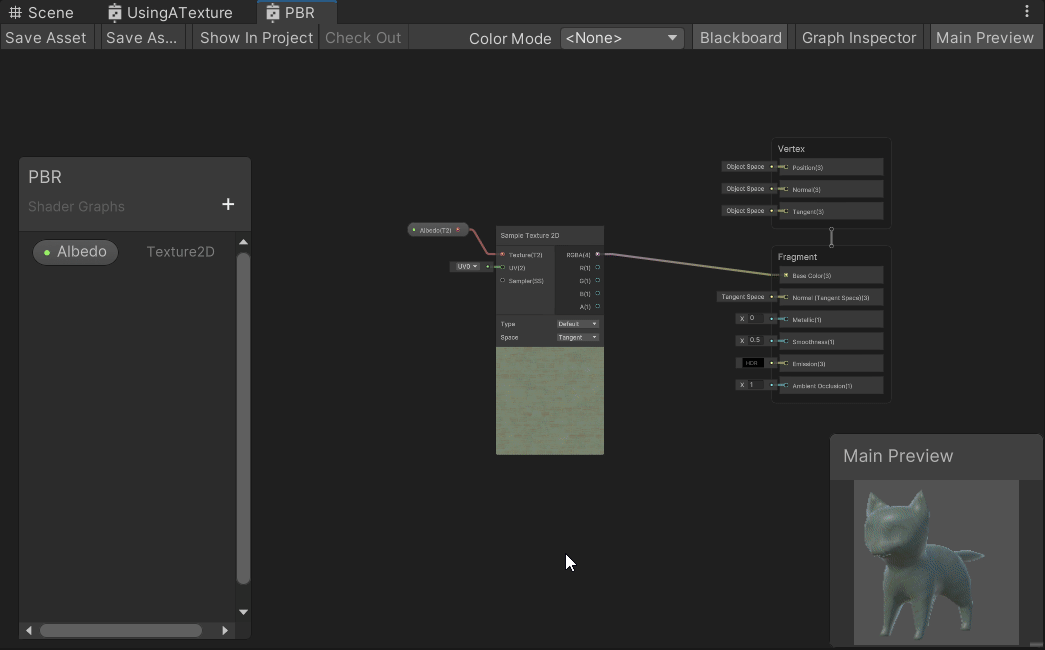 Scene UsingATexture PBR
Save Asset Save As... Show In Project Check Out Color Mode <None> Blackboard Graph Inspector Main Preview
PBR
Shader Graphs +
Albedo Texture2D
Albedo(T2)
Sample Texture 2D
Texture(T2) RGBA(4)
UV0 UV(2) R(1)
Sampler(SS) G(1)
B(1)
A(1)
Type Default
Space Tangent
Vertex
Object Space Position(3)
Object Space Normal(3)
Object Space Tangent(3)
Fragment
Base Color(3)
Tangent Space Normal (Tangent Space)(3)
X 0 Metallic(1)
X 0.5 Smoothness(1)
HDR Emission(3)
X 1 Ambient Occlusion(1)
Main Preview